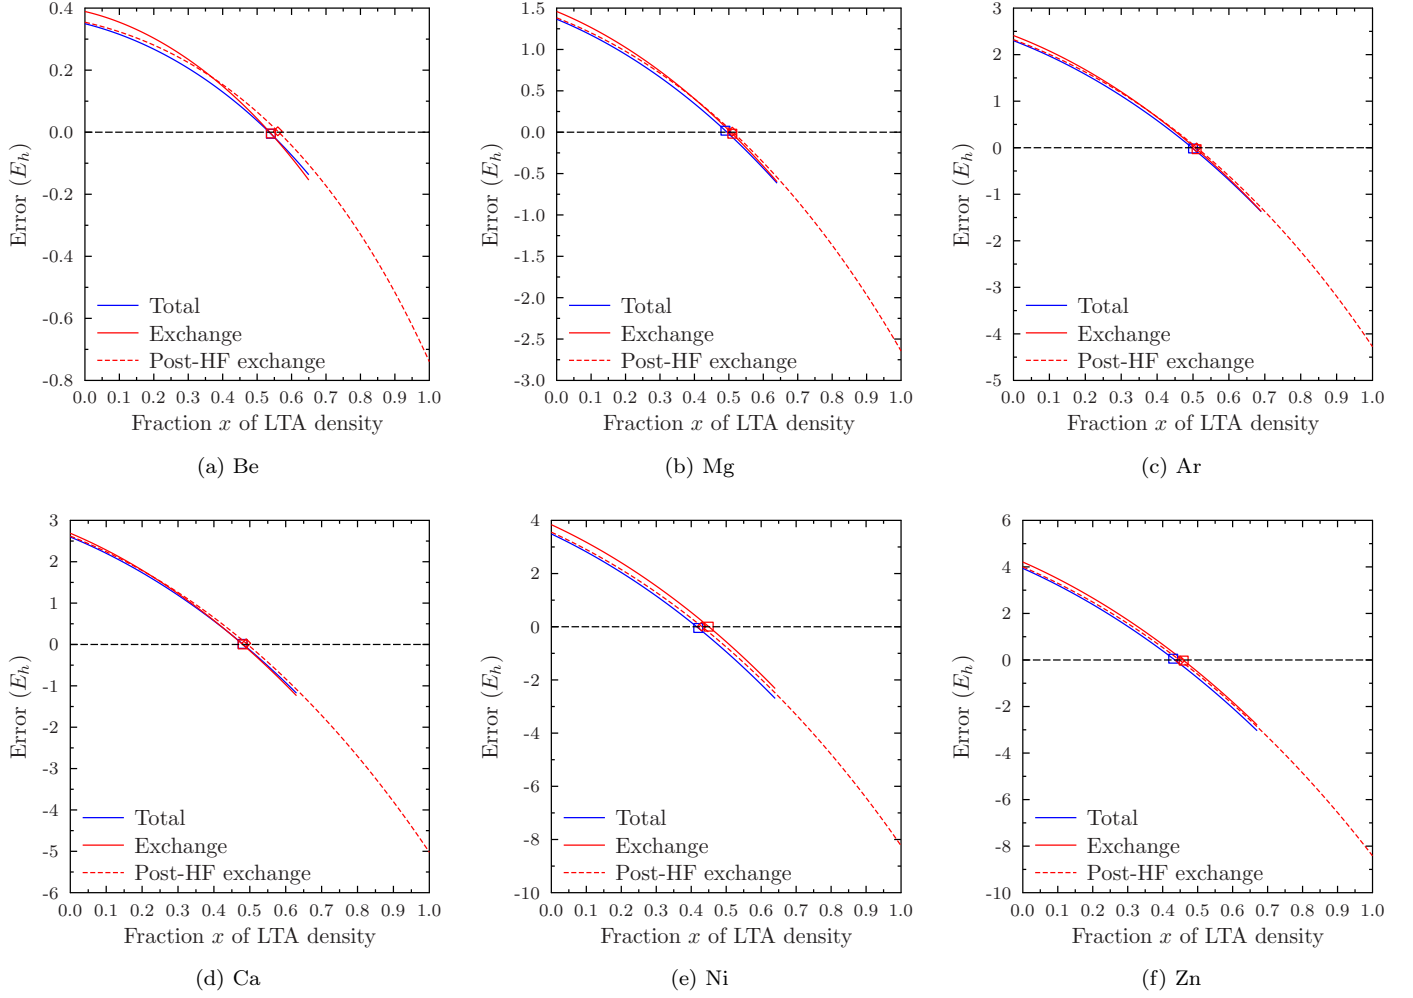 0.4
0.2
0.0
-0.2
-0.4
-0.6
-0.8
Error (E_h)
Total
Exchange
Post-HF exchange
0.0 0.1 0.2 0.3 0.4 0.5 0.6 0.7 0.8 0.9 1.0
Fraction x of LTA density
(a) Be
1.5
1.0
0.5
0.0
-0.5
-1.0
-1.5
-2.0
-2.5
-3.0
Error (E_h)
Total
Exchange
Post-HF exchange
0.0 0.1 0.2 0.3 0.4 0.5 0.6 0.7 0.8 0.9 1.0
Fraction x of LTA density
(b) Mg
3
2
1
0
-1
-2
-3
-4
-5
Error (E_h)
Total
Exchange
Post-HF exchange
0.0 0.1 0.2 0.3 0.4 0.5 0.6 0.7 0.8 0.9 1.0
Fraction x of LTA density
(c) Ar
3
2
1
0
-1
-2
-3
-4
-5
-6
Error (E_h)
Total
Exchange
Post-HF exchange
0.0 0.1 0.2 0.3 0.4 0.5 0.6 0.7 0.8 0.9 1.0
Fraction x of LTA density
(d) Ca
4
2
0
-2
-4
-6
-8
-10
Error (E_h)
Total
Exchange
Post-HF exchange
0.0 0.1 0.2 0.3 0.4 0.5 0.6 0.7 0.8 0.9 1.0
Fraction x of LTA density
(e) Ni
6
4
2
0
-2
-4
-6
-8
-10
Error (E_h)
Total
Exchange
Post-HF exchange
0.0 0.1 0.2 0.3 0.4 0.5 0.6 0.7 0.8 0.9 1.0
Fraction x of LTA density
(f) Zn